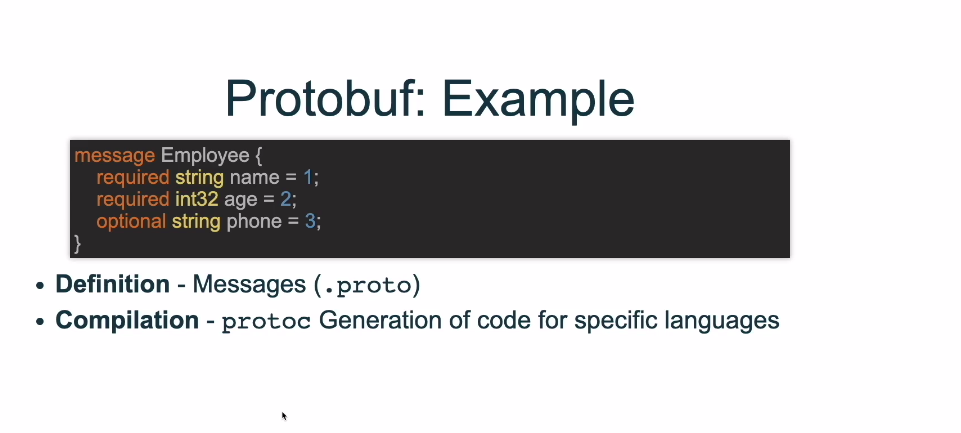 Protobuf: Example
message Employee {
required string name = 1;
required int32 age = 2;
optional string phone = 3;
}
• Definition - Messages (.proto)
• Compilation - protoc Generation of code for specific languages